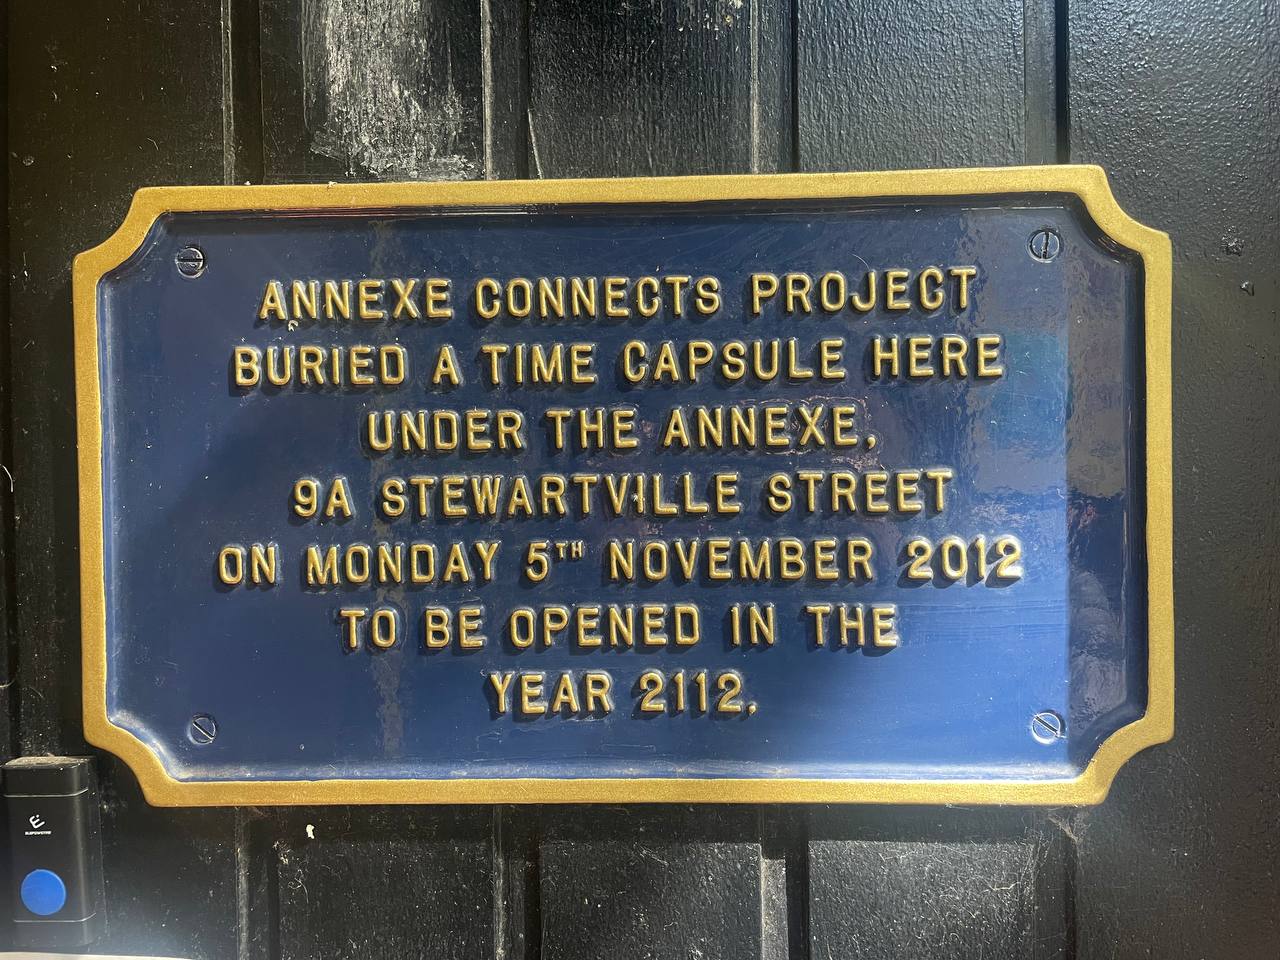 ANNEXE CONNECTS PROJECT
BURIED A TIME CAPSULE HERE
UNDER THE ANNEXE,
9A STEWARTVILLE STREET
ON MONDAY 5TH NOVEMBER 2012
TO BE OPENED IN THE
YEAR 2112.